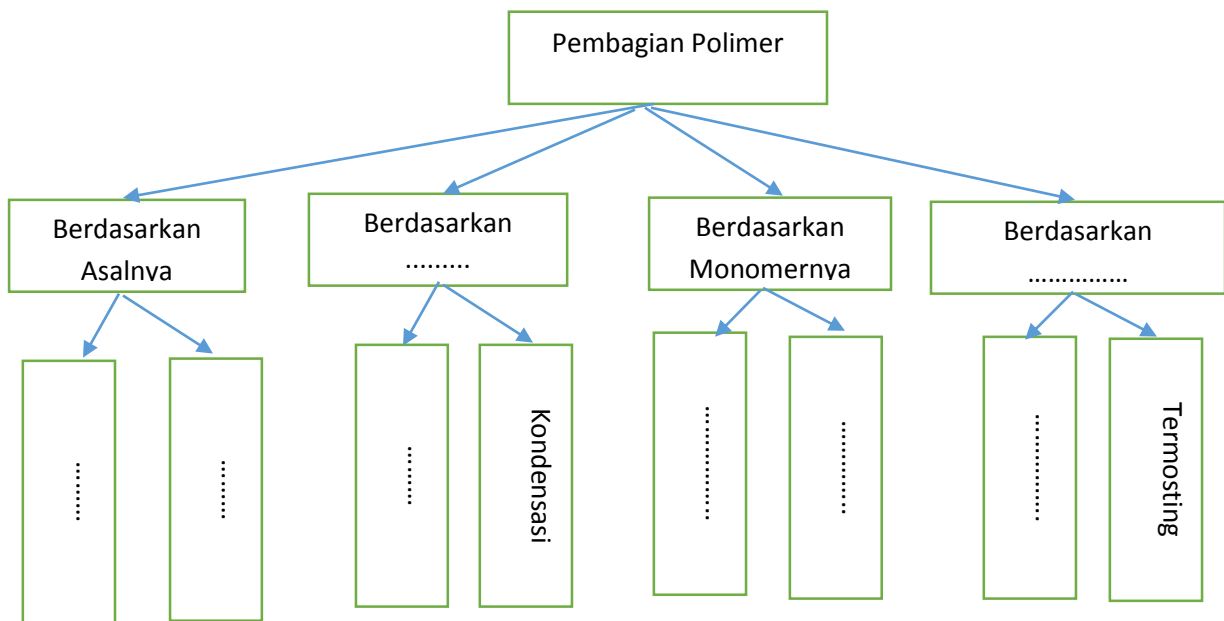 Pembagian Polimer
Berdasarkan
Asalnya
Berdasarkan
.........
Berdasarkan
Monomernya
Berdasarkan
...............
.........
.........
.........
Kondensasi
................
................
................
Termosting